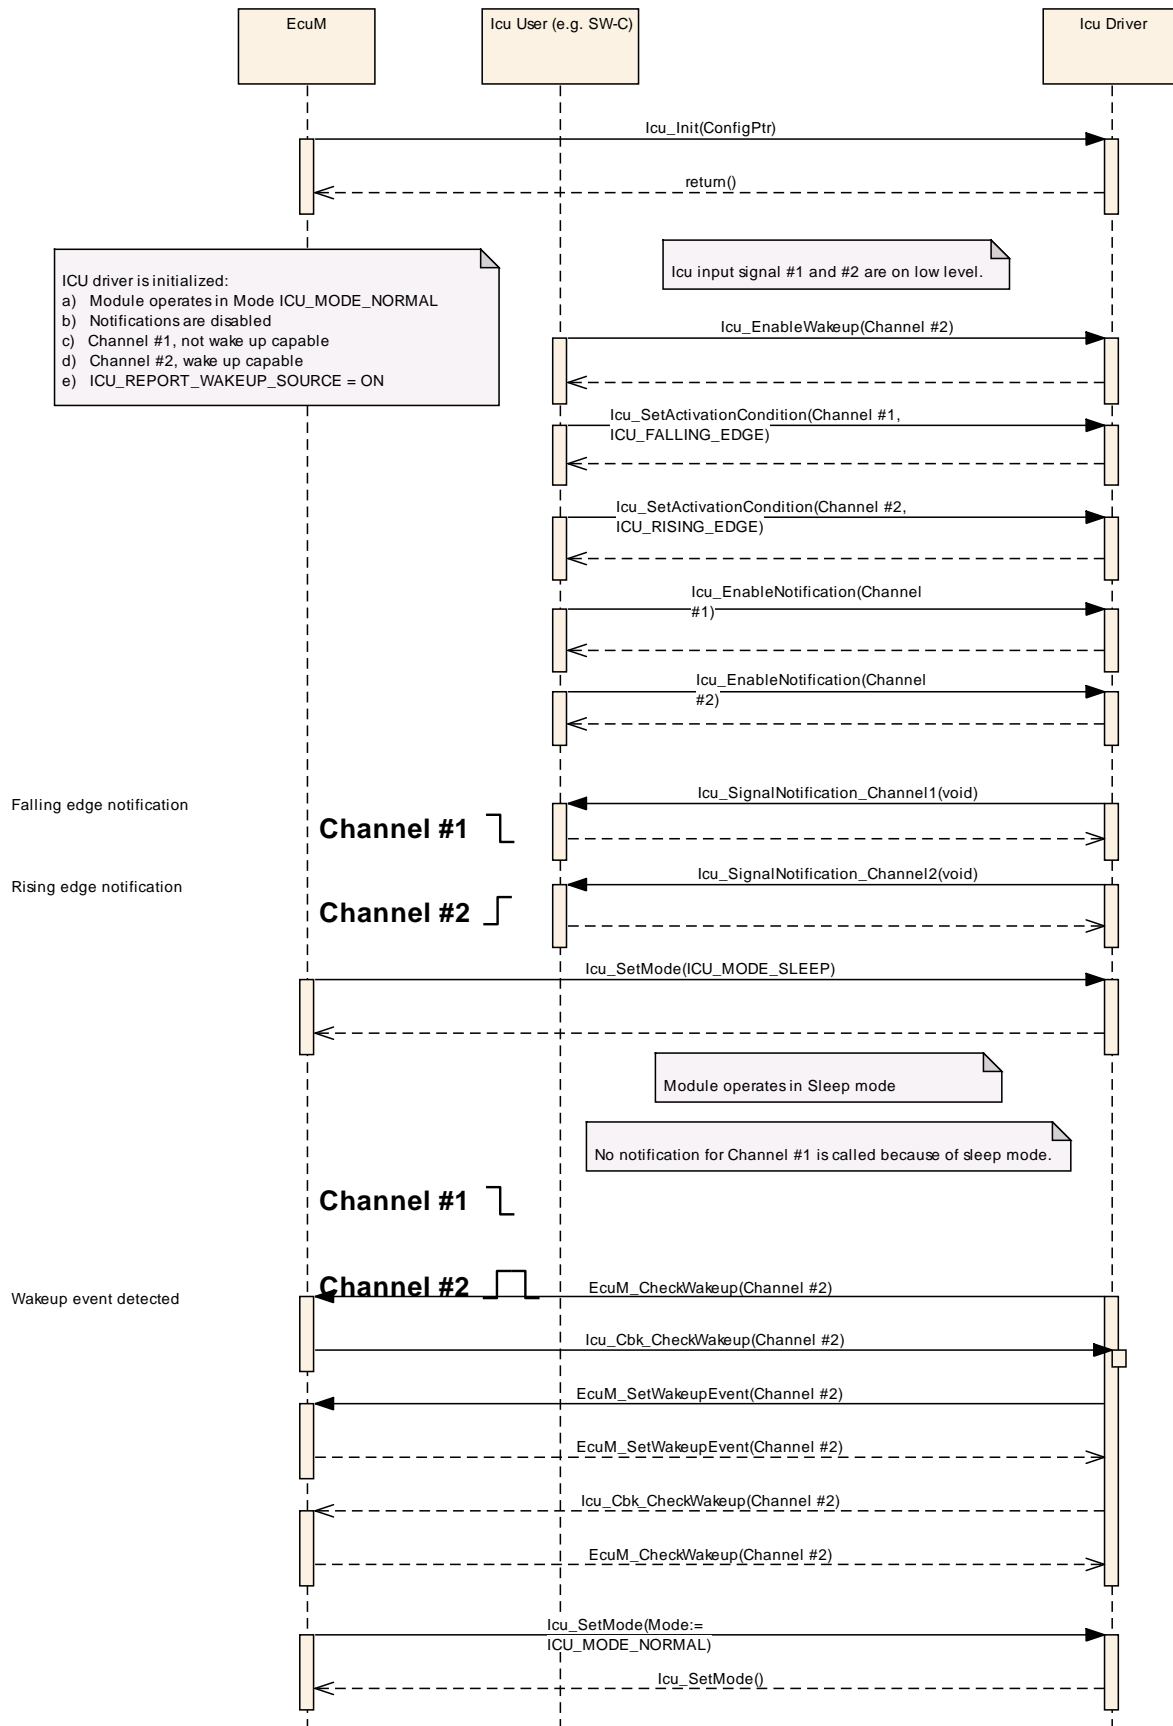 EcuM
Icu User (e.g. SW-C)
Icu Driver
Icu_Init(ConfigPtr)
return()
ICU driver is initialized:
a) Module operates in Mode ICU_MODE_NORMAL
b) Notifications are disabled
c) Channel #1, not wake up capable
d) Channel #2, wake up capable
e) ICU_REPORT_WAKEUP_SOURCE = ON
Icu input signal #1 and #2 are on low level.
Icu_EnableWakeup(Channel #2)
Icu_SetActivationCondition(Channel #1,
ICU_FALLING_EDGE)
Icu_SetActivationCondition(Channel #2,
ICU_RISING_EDGE)
Icu_EnableNotification(Channel
#1)
Icu_EnableNotification(Channel
#2)
Icu_SignalNotification_Channel1(void)
Falling edge notification
Channel #1
Icu_SignalNotification_Channel2(void)
Rising edge notification
Channel #2
Icu_SetMode(ICU_MODE_SLEEP)
Module operates in Sleep mode
No notification for Channel #1 is called because of sleep mode.
Channel #1
Channel #2
EcuM_CheckWakeup(Channel #2)
Wakeup event detected
Icu_Cbk_CheckWakeup(Channel #2)
EcuM_SetWakeupEvent(Channel #2)
EcuM_SetWakeupEvent(Channel #2)
Icu_Cbk_CheckWakeup(Channel #2)
EcuM_CheckWakeup(Channel #2)
Icu_SetMode(Mode:=
ICU_MODE_NORMAL)
Icu_SetMode()